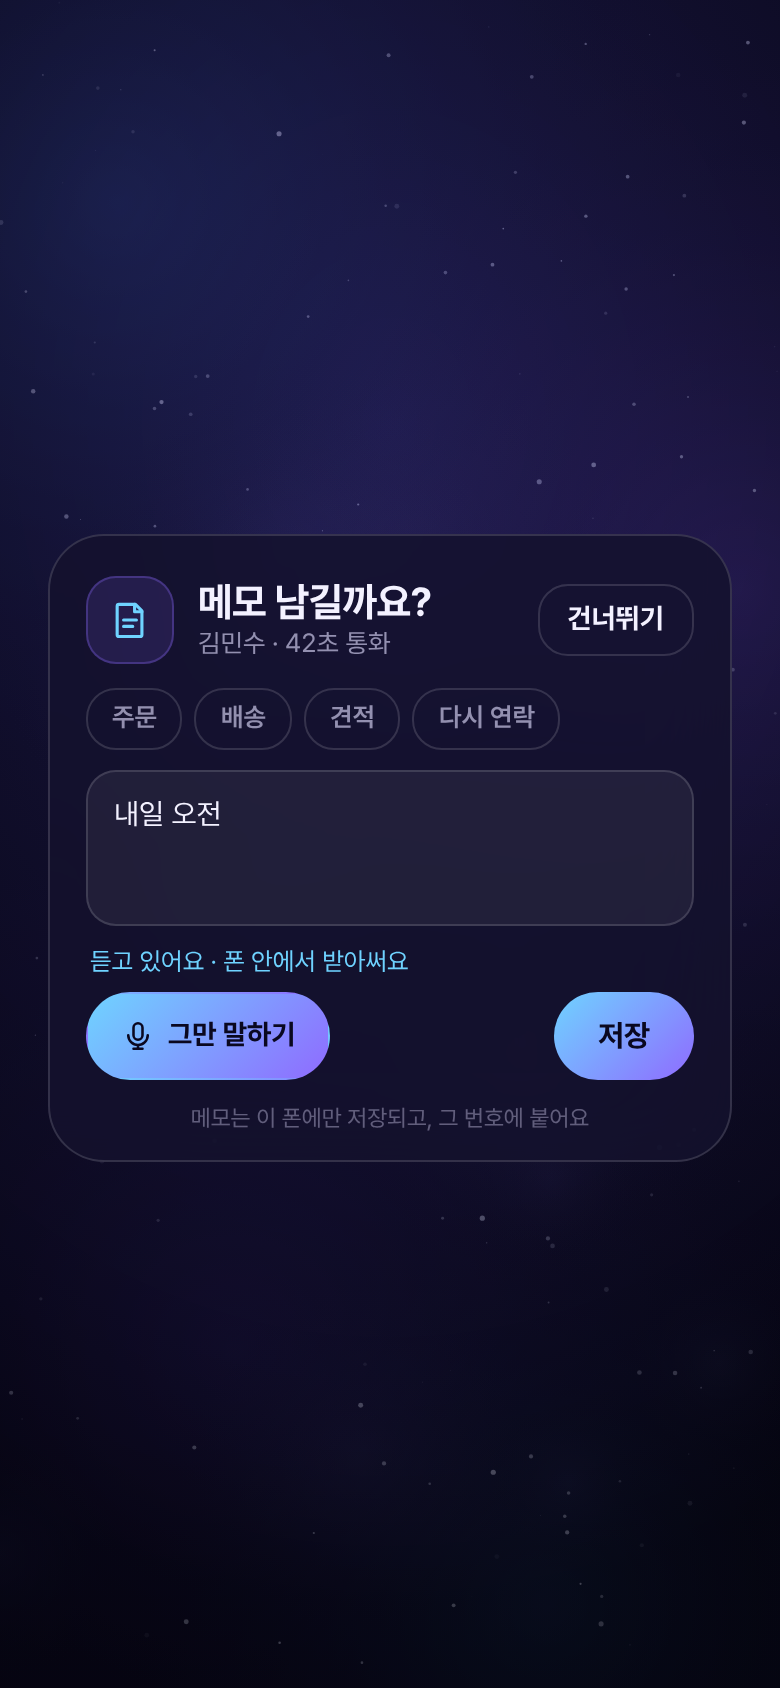 메모 남길까요?
김민수 · 42초 통화
건너뛰기
주문
배송
견적
다시 연락
내일 오전
듣고 있어요 · 폰 안에서 받아써요
그만 말하기
저장
메모는 이 폰에만 저장되고, 그 번호에 붙어요